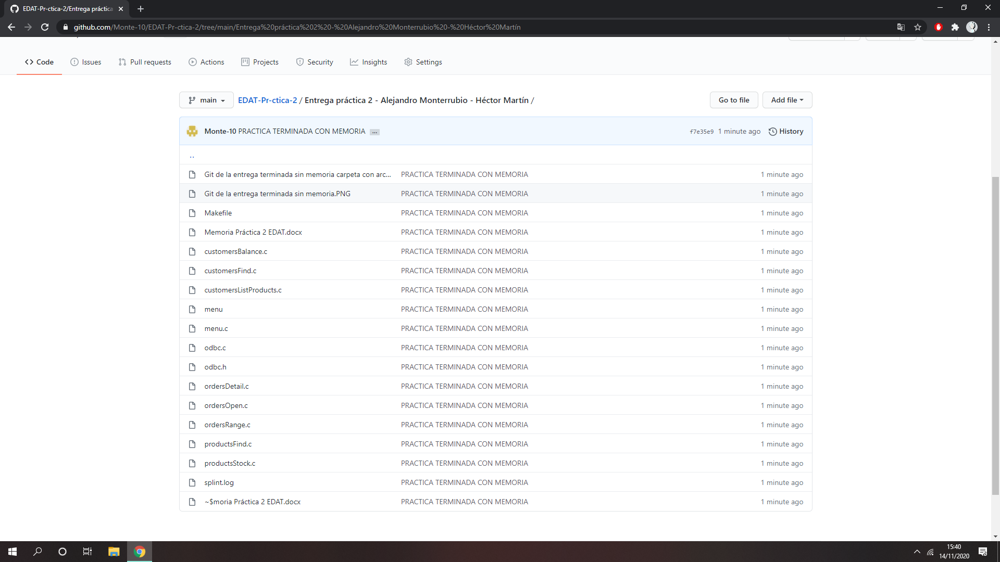 EDAT-Pr-ctica-2/Entrega práctica
github.com/Monte-10/EDAT-Pr-ctica-2/tree/main/Entrega%20práctica%202%20-%20Alejandro%20Monterrubio%20-%20Héctor%20Martín
Code Issues Pull requests Actions Projects Security Insights Settings
main EDAT-Pr-ctica-2 / Entrega práctica 2 - Alejandro Monterrubio - Héctor Martín / Go to file Add file
Monte-10 PRACTICA TERMINADA CON MEMORIA ... f7e35e9 1 minute ago History
..
Git de la entrega terminada sin memoria carpeta con arc... PRACTICA TERMINADA CON MEMORIA 1 minute ago
Git de la entrega terminada sin memoria.PNG PRACTICA TERMINADA CON MEMORIA 1 minute ago
Makefile PRACTICA TERMINADA CON MEMORIA 1 minute ago
Memoria Práctica 2 EDAT.docx PRACTICA TERMINADA CON MEMORIA 1 minute ago
customersBalance.c PRACTICA TERMINADA CON MEMORIA 1 minute ago
customersFind.c PRACTICA TERMINADA CON MEMORIA 1 minute ago
customersListProducts.c PRACTICA TERMINADA CON MEMORIA 1 minute ago
menu PRACTICA TERMINADA CON MEMORIA 1 minute ago
menu.c PRACTICA TERMINADA CON MEMORIA 1 minute ago
odbc.c PRACTICA TERMINADA CON MEMORIA 1 minute ago
odbc.h PRACTICA TERMINADA CON MEMORIA 1 minute ago
ordersDetail.c PRACTICA TERMINADA CON MEMORIA 1 minute ago
ordersOpen.c PRACTICA TERMINADA CON MEMORIA 1 minute ago
ordersRange.c PRACTICA TERMINADA CON MEMORIA 1 minute ago
productsFind.c PRACTICA TERMINADA CON MEMORIA 1 minute ago
productsStock.c PRACTICA TERMINADA CON MEMORIA 1 minute ago
splint.log PRACTICA TERMINADA CON MEMORIA 1 minute ago
~$moria Práctica 2 EDAT.docx PRACTICA TERMINADA CON MEMORIA 1 minute ago
15:40
14/11/2020